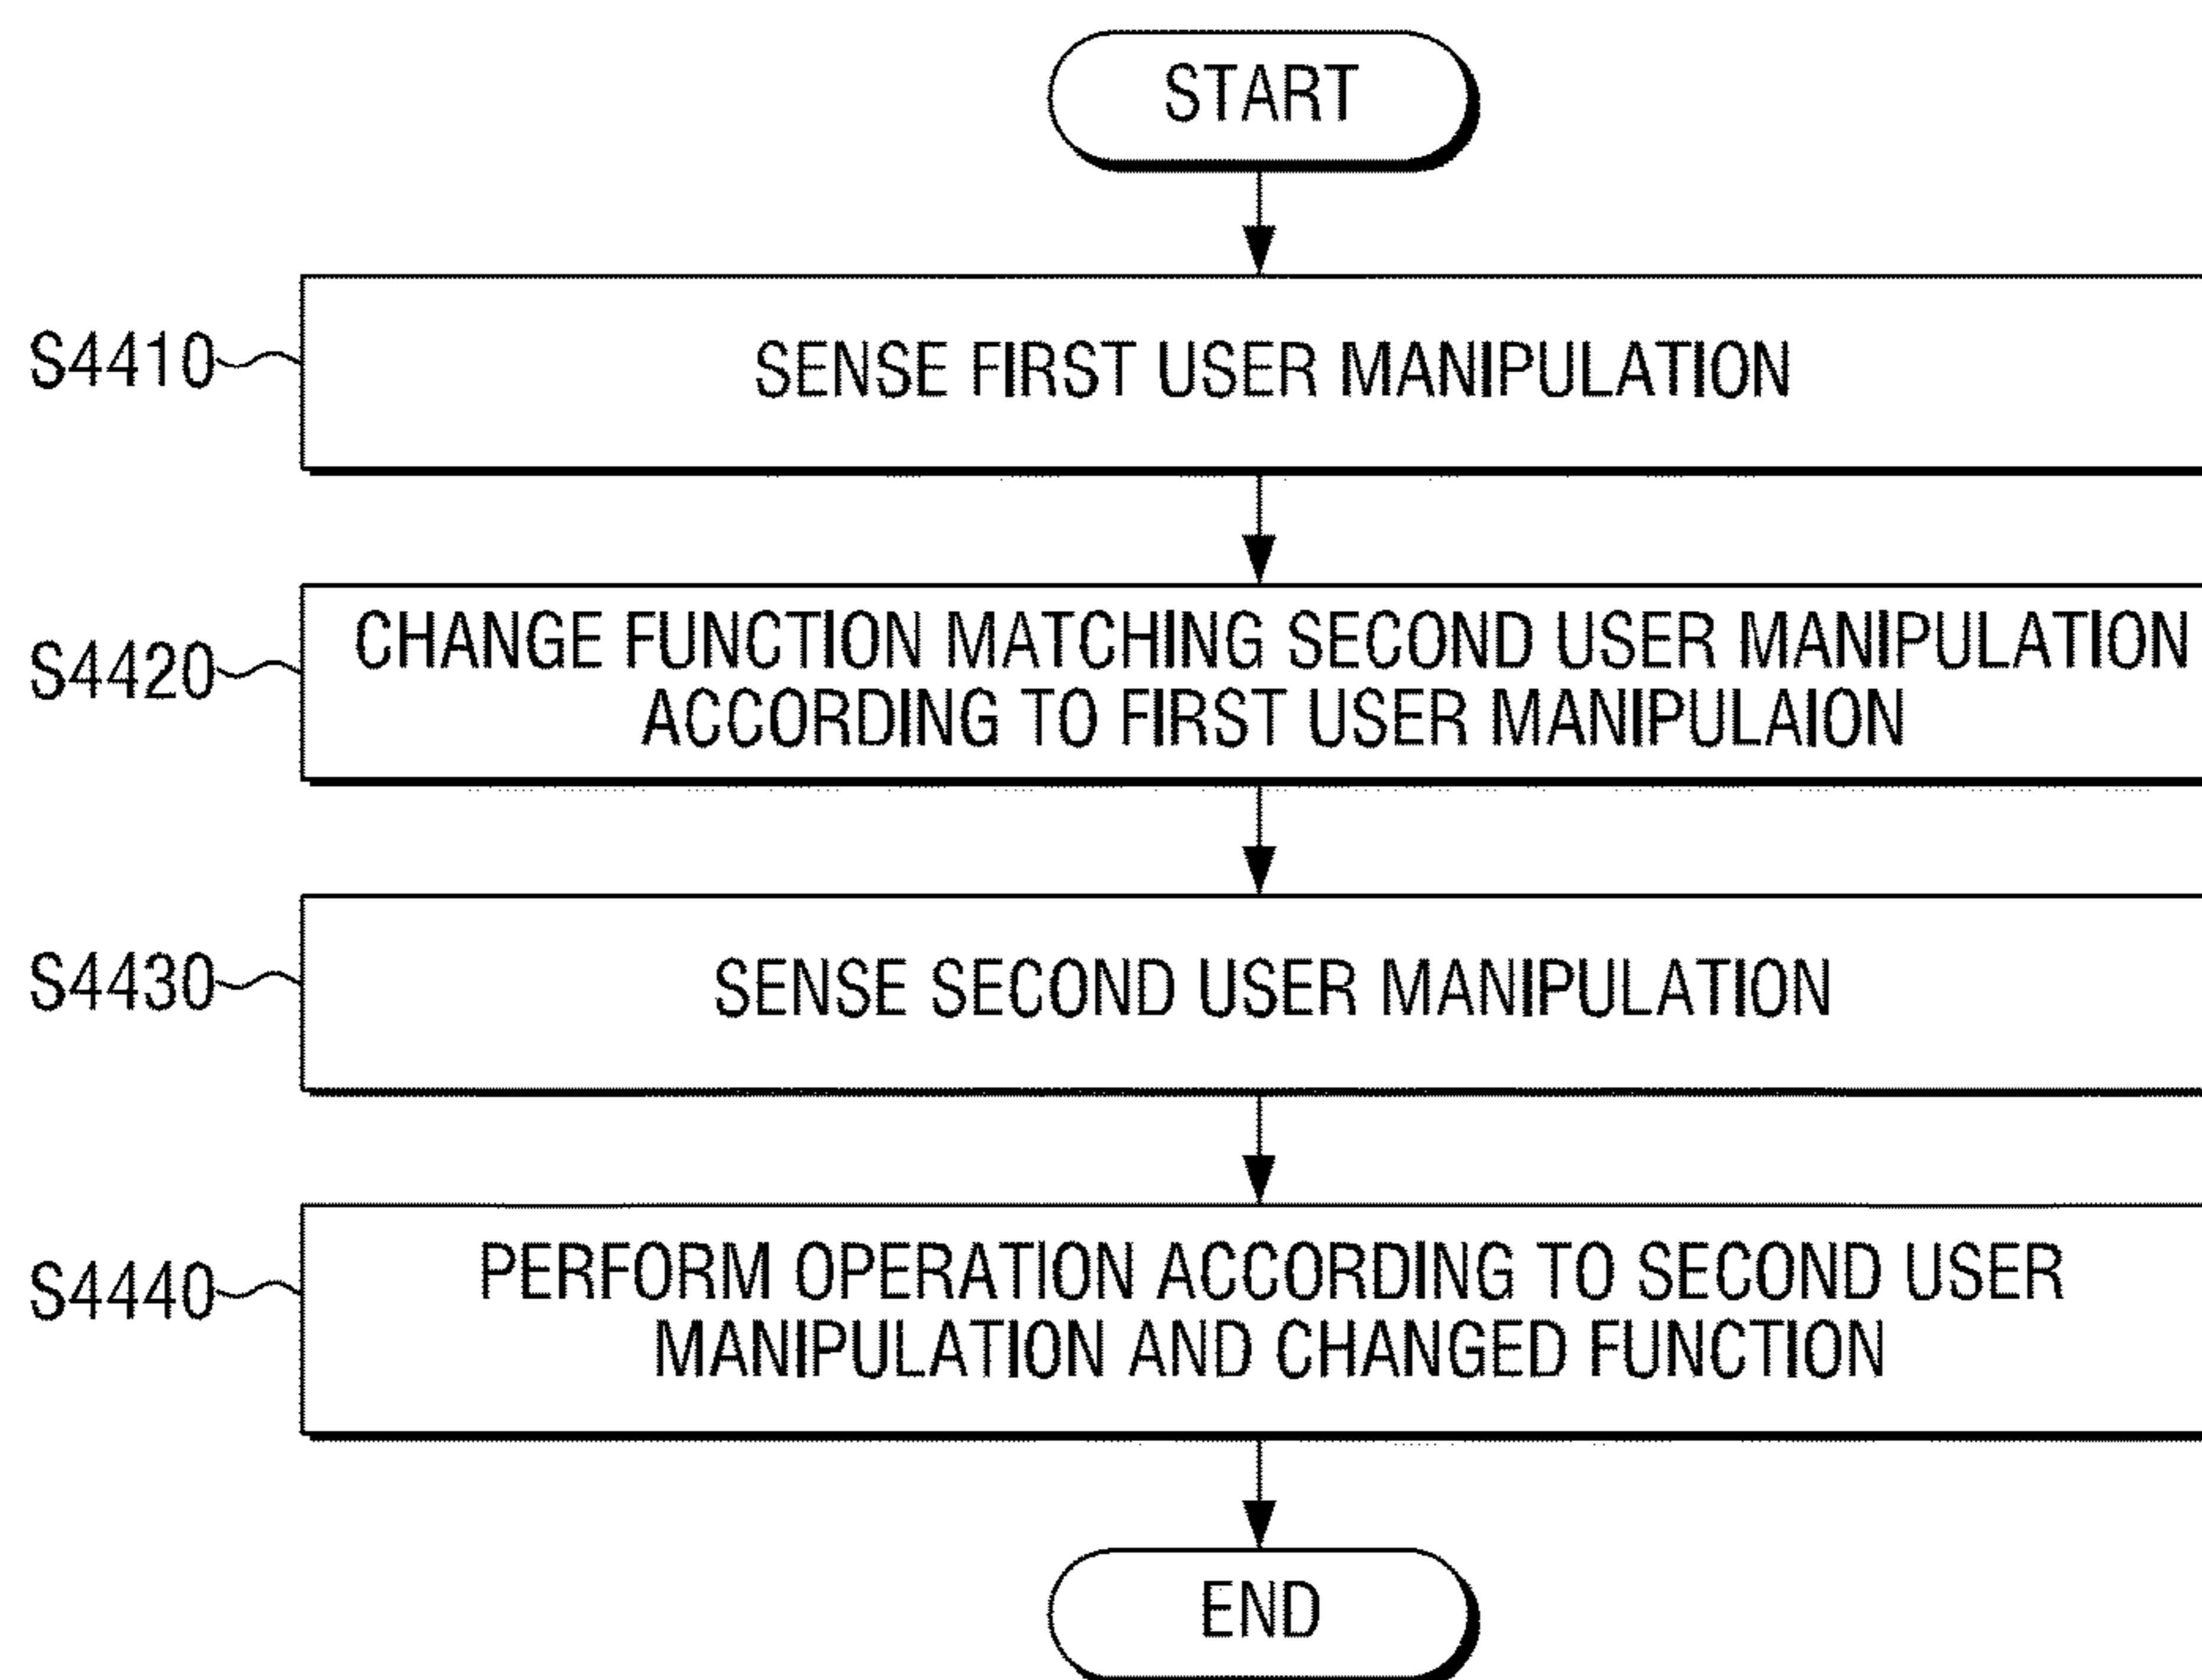 START
S4410
SENSE FIRST USER MANIPULATION
S4420
CHANGE FUNCTION MATCHING SECOND USER MANIPULATION
ACCORDING TO FIRST USER MANIPULAION
S4430
SENSE SECOND USER MANIPULATION
S4440
PERFORM OPERATION ACCORDING TO SECOND USER
MANIPULATION AND CHANGED FUNCTION
END